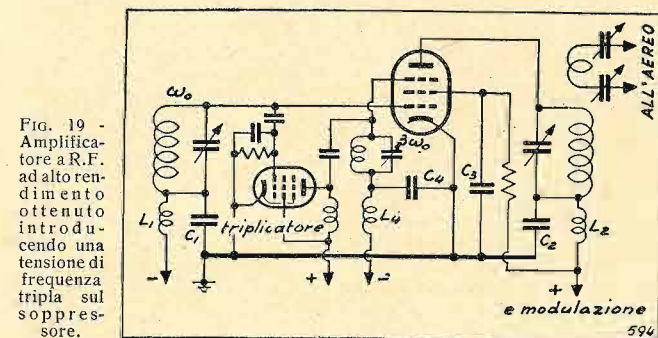 FIG. 19 -
Amplifica-
tore a R.F.
ad alto ren-
dimento
ottenuto
introdu-
cendo una
tensione di
frequenza
tripla sul
soppres-
sore.
ω₀
L₁
C₁
triplicatore
3ω₀
C₄
L₄
C₃
C₂
L₂
ALL'AEREO
-
+
-
+
e modulazione
594